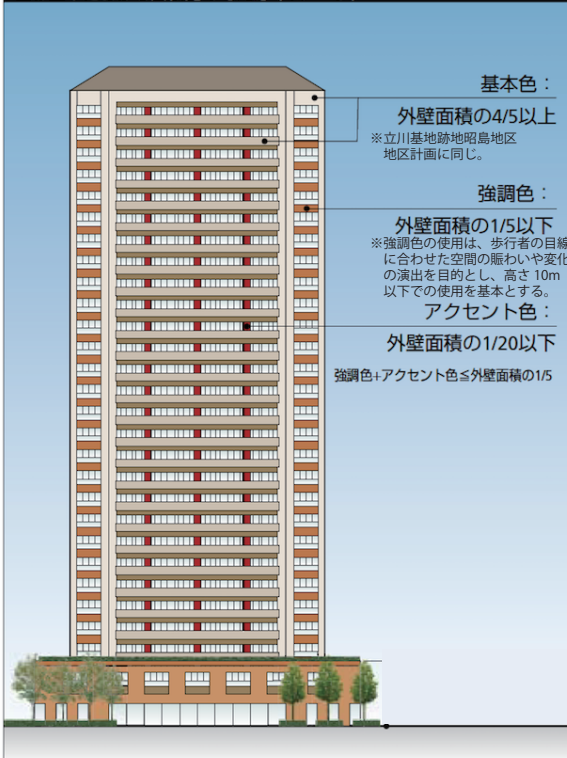 基本色：
外壁面積の4/5以上
※立川基地跡地昭島地区
地区計画に同じ。
強調色：
外壁面積の1/5以下
※強調色の使用は、歩行者の目線
に合わせた空間の賑わいや変化
の演出を目的とし、高さ 10m
以下での使用を基本とする。
アクセント色：
外壁面積の1/20以下
強調色+アクセント色≦外壁面積の1/5